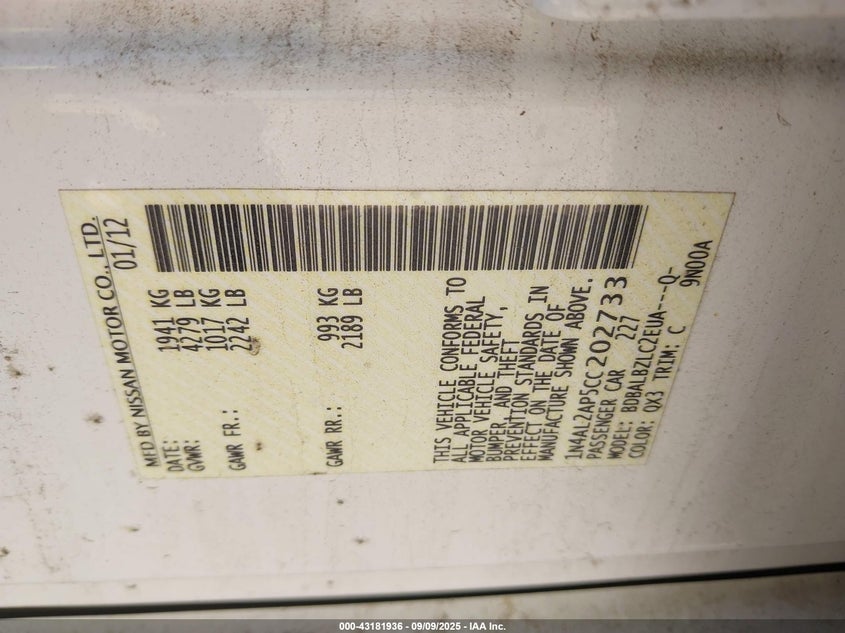 MFD BY NISSAN MOTOR CO., LTD.
DATE: 01/12
GVWR: 1941 KG
4279 LB
GAWR FR.: 1017 KG
2242 LB
GAWR RR.: 993 KG
2189 LB
THIS VEHICLE CONFORMS TO
ALL APPLICABLE FEDERAL
MOTOR VEHICLE SAFETY,
BUMPER, AND THEFT
PREVENTION STANDARDS IN
EFFECT ON THE DATE OF
MANUFACTURE SHOWN ABOVE.
1N4AL2AP5CC202733
PASSENGER CAR 227
MODEL: BDBALBZLC2EUA---Q-
COLOR: QX3 TRIM: C 9N00A
000-43181936 - 09/09/2025 - IAA Inc.